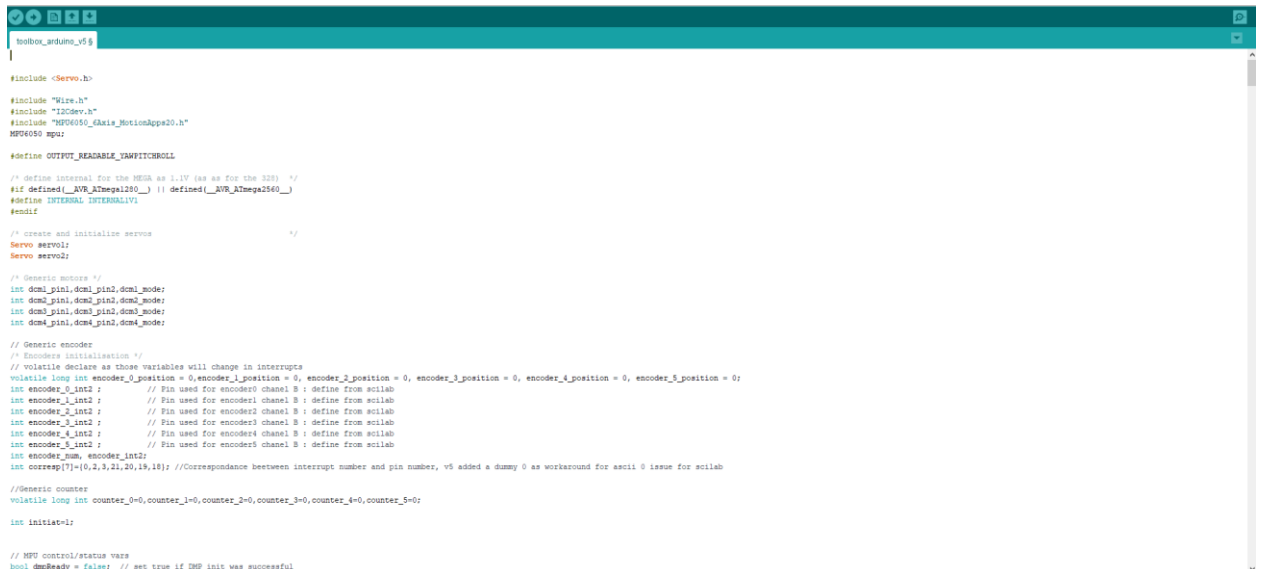 toolbox_arduino_v5 §
#include <Servo.h>
#include "Wire.h"
#include "I2Cdev.h"
#include "MPU6050_6Axis_MotionApps20.h"
MPU6050 mpu;
#define OUTPUT_READABLE_YAWPITCHROLL
/* define internal for the MEGA as 1.1V (as as for the 328)  */
#if defined(__AVR_ATmega1280__) || defined(__AVR_ATmega2560__)
#define INTERNAL INTERNAL1V1
#endif
/* create and initialize servos */
Servo servo1;
Servo servo2;
/* Generic motors */
int dcm1_pin1,dcm1_pin2,dcm1_mode;
int dcm2_pin1,dcm2_pin2,dcm2_mode;
int dcm3_pin1,dcm3_pin2,dcm3_mode;
int dcm4_pin1,dcm4_pin2,dcm4_mode;
// Generic encoder
/* Encoders initialisation */
// volatile declare as those variables will change in interrupts
volatile long int encoder_0_position = 0,encoder_1_position = 0, encoder_2_position = 0, encoder_3_position = 0, encoder_4_position = 0, encoder_5_position = 0;
int encoder_0_int2 ; // Pin used for encoder0 chanel B : define from scilab
int encoder_1_int2 ; // Pin used for encoder1 chanel B : define from scilab
int encoder_2_int2 ; // Pin used for encoder2 chanel B : define from scilab
int encoder_3_int2 ; // Pin used for encoder3 chanel B : define from scilab
int encoder_4_int2 ; // Pin used for encoder4 chanel B : define from scilab
int encoder_5_int2 ; // Pin used for encoder5 chanel B : define from scilab
int encoder_num, encoder_int2;
int corresp[7]={0,2,3,21,20,19,18}; //Correspondance beetween interrupt number and pin number, v5 added a dummy 0 as workaround for ascii 0 issue for scilab
//Generic counter
volatile long int counter_0=0,counter_1=0,counter_2=0,counter_3=0,counter_4=0,counter_5=0;
int initiat=1;
// MPU control/status vars
bool dmpReady = false;  // set true if DMP init was successful